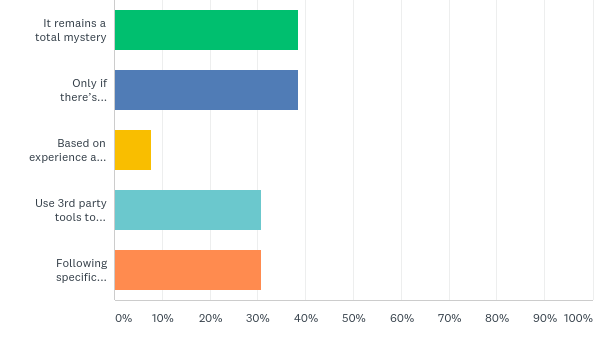 It remains a
total mystery
Only if
there's...
Based on
experience a...
Use 3rd party
tools to...
Following
specific...
0% 10% 20% 30% 40% 50% 60% 70% 80% 90% 100%